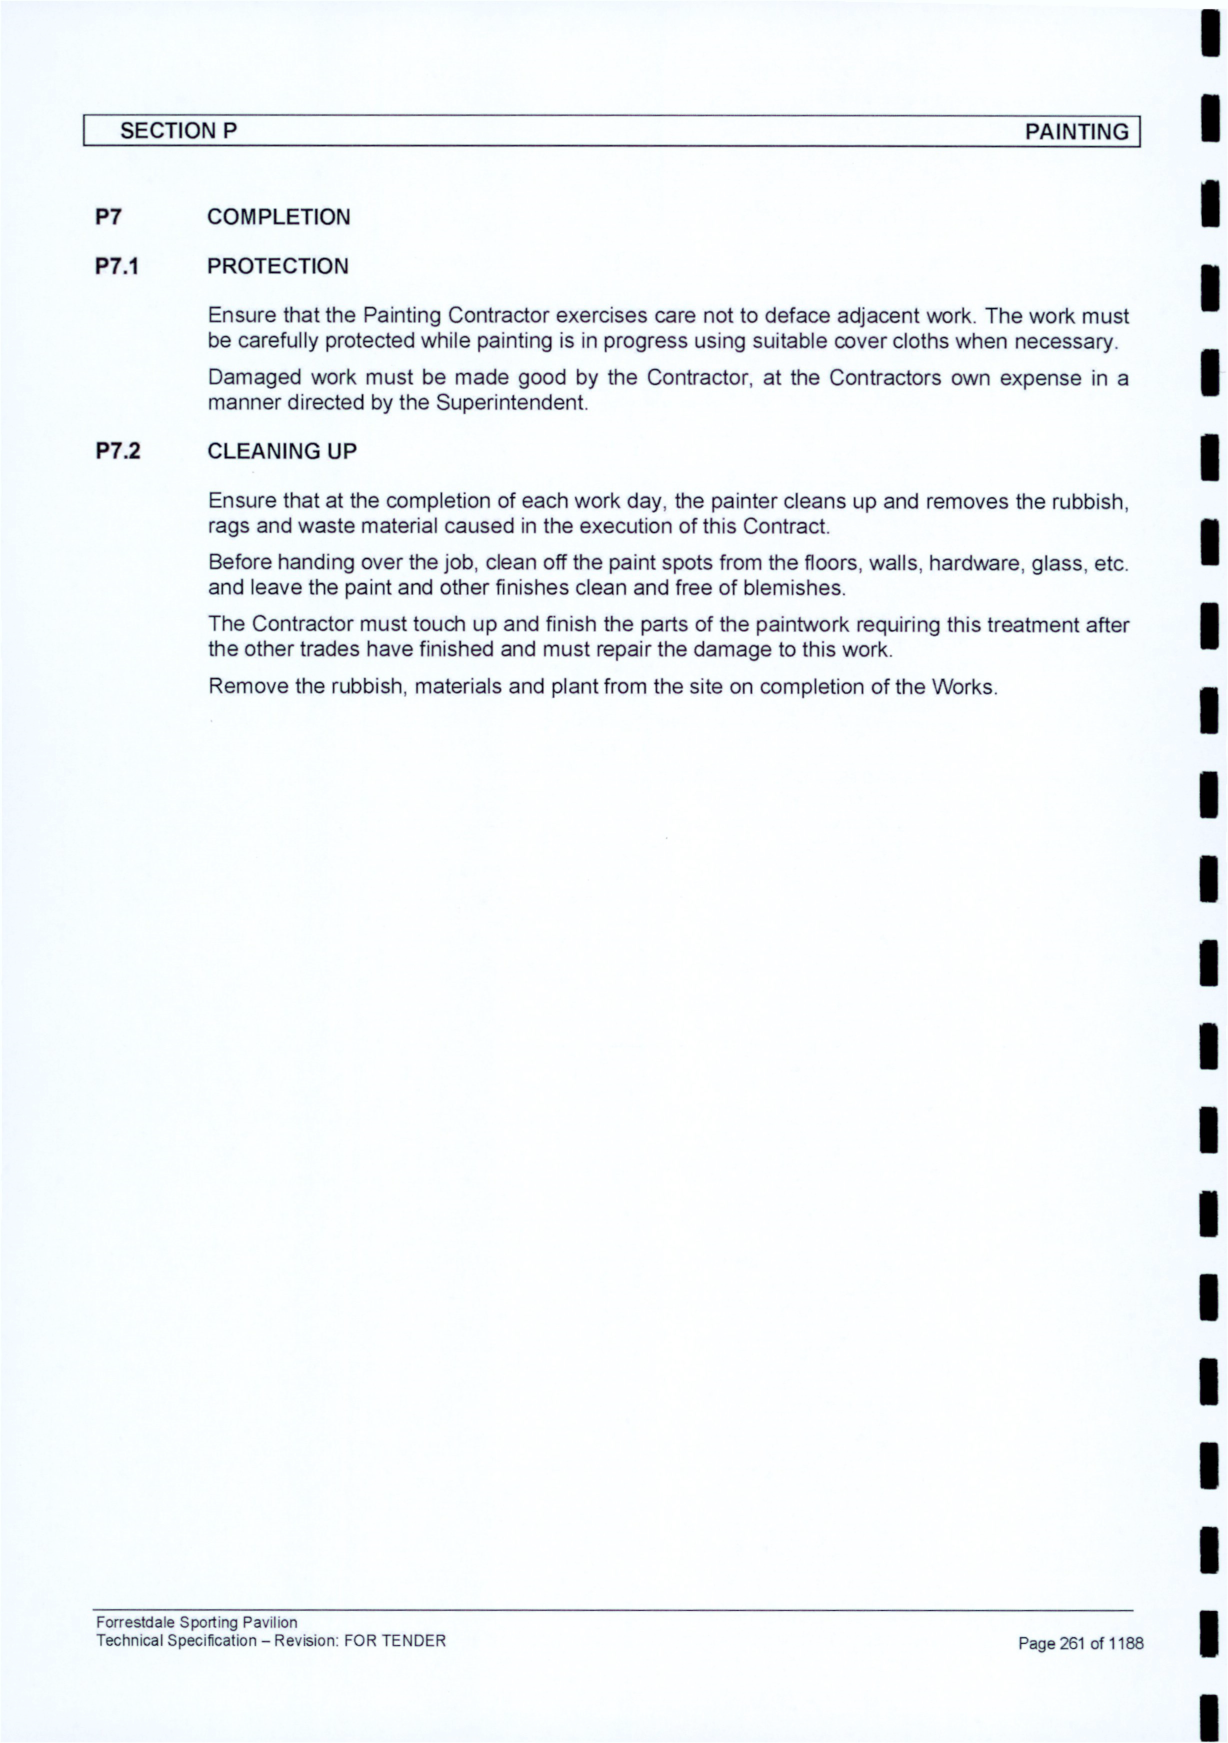 SECTION P PAINTING
P7 COMPLETION
P7.1 PROTECTION
Ensure that the Painting Contractor exercises care not to deface adjacent work. The work must
be carefully protected while painting is in progress using suitable cover cloths when necessary.
Damaged work must be made good by the Contractor, at the Contractors own expense in a
manner directed by the Superintendent.
P7.2 CLEANING UP
Ensure that at the completion of each work day, the painter cleans up and removes the rubbish,
rags and waste material caused in the execution of this Contract.
Before handing over the job, clean off the paint spots from the floors, walls, hardware, glass, etc.
and leave the paint and other finishes clean and free of blemishes.
The Contractor must touch up and finish the parts of the paintwork requiring this treatment after
the other trades have finished and must repair the damage to this work.
Remove the rubbish, materials and plant from the site on completion of the Works.
Forrestdale Sporting Pavilion
Technical Specification – Revision: FOR TENDER Page 261 of 1188